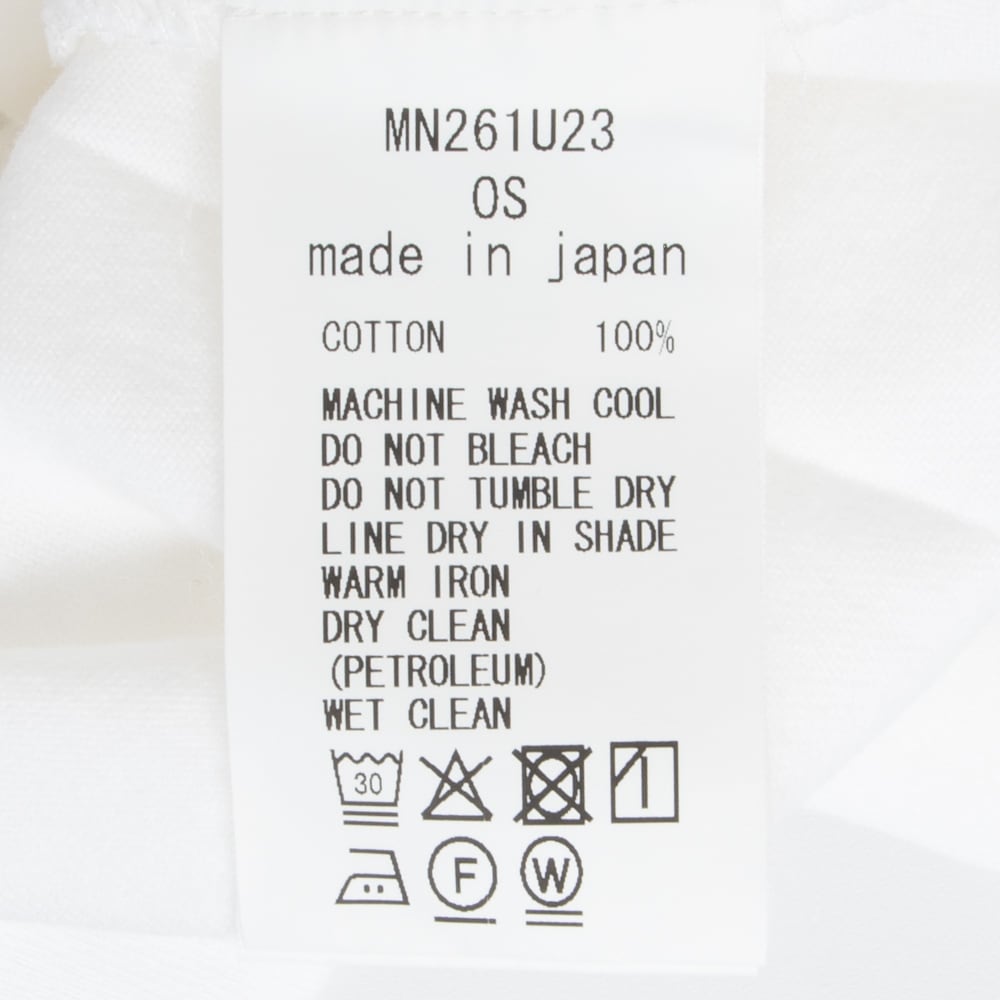 MN261U23
OS
made in japan
COTTON 100%
MACHINE WASH COOL
DO NOT BLEACH
DO NOT TUMBLE DRY
LINE DRY IN SHADE
WARM IRON
DRY CLEAN
(PETROLEUM)
WET CLEAN
30
F W